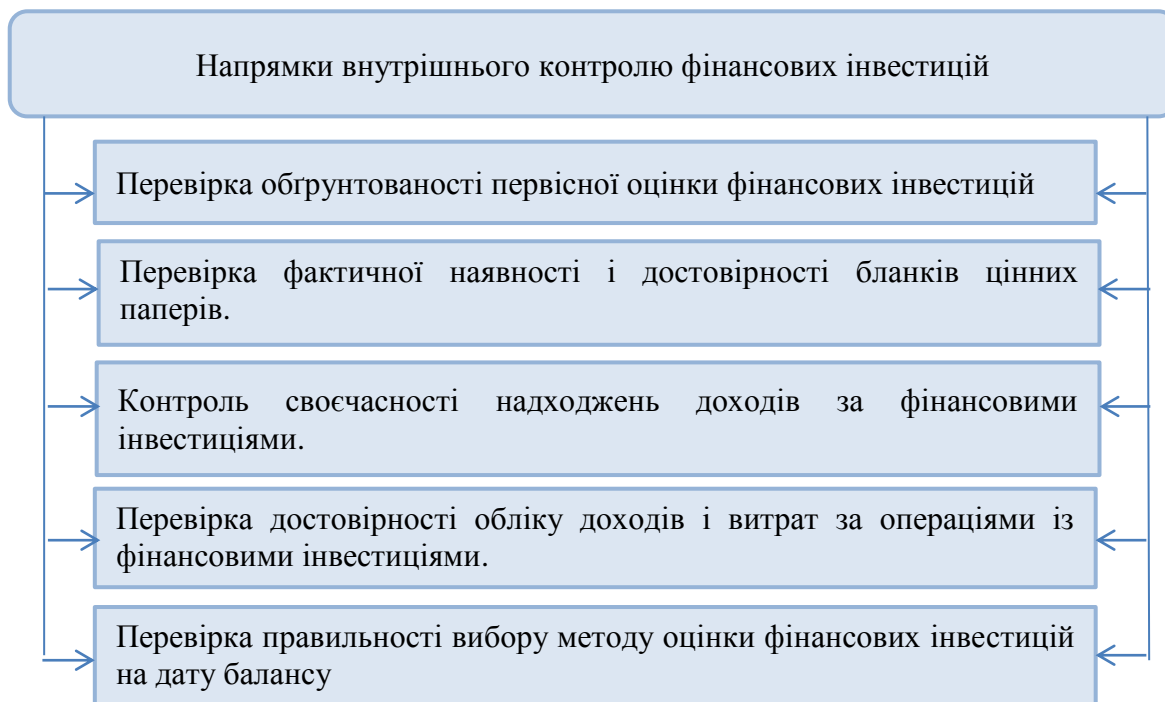 Напрямки внутрішнього контролю фінансових інвестицій
Перевірка обґрунтованості первісної оцінки фінансових інвестицій
Перевірка фактичної наявності і достовірності бланків цінних
паперів.
Контроль своєчасності надходжень доходів за фінансовими
інвестиціями.
Перевірка достовірності обліку доходів і витрат за операціями із
фінансовими інвестиціями.
Перевірка правильності вибору методу оцінки фінансових інвестицій
на дату балансу